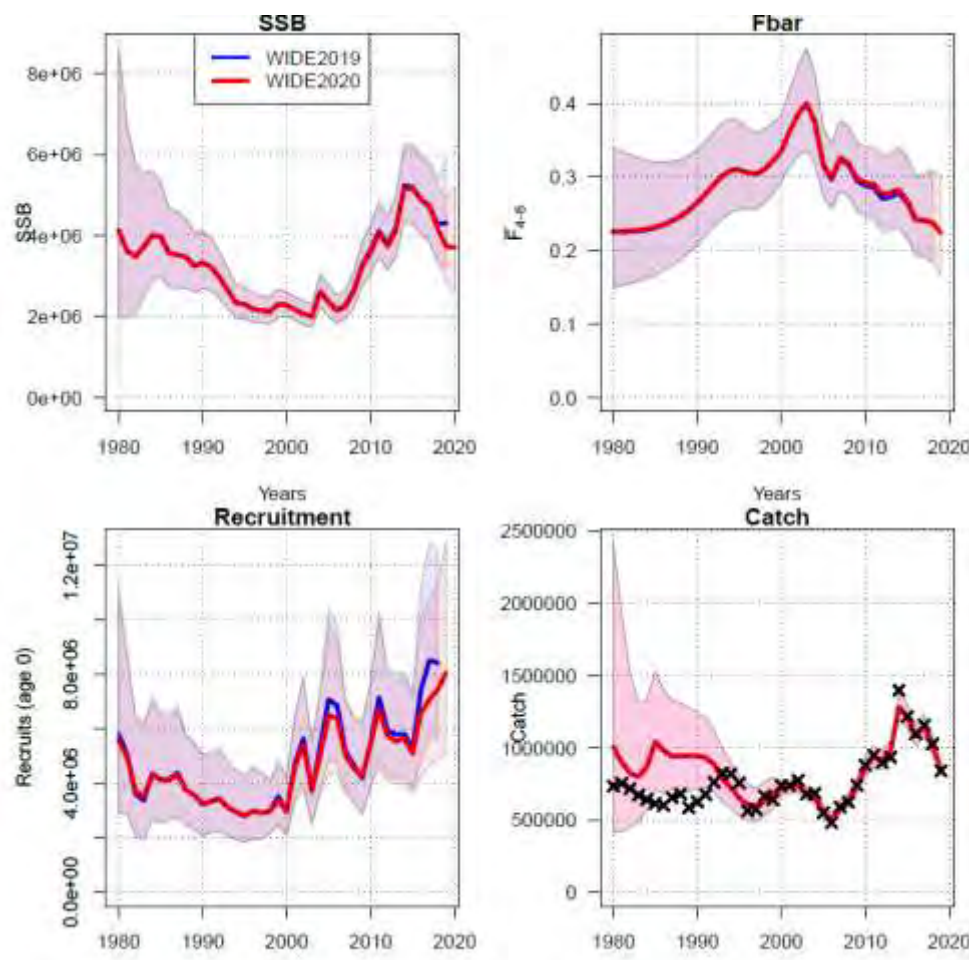 SSB
WIDE2019
WIDE2020
SSB
8e+06
6e+06
4e+06
2e+06
0e+00
1980 1990 2000 2010 2020
Years
Fbar
F̅4-8
0.4
0.3
0.2
0.1
0.0
1980 1990 2000 2010 2020
Years
Recruitment
Recruits (age 0)
1.2e+07
8.0e+06
4.0e+06
0.0e+00
1980 1990 2000 2010 2020
Catch
Catch
2500000
2000000
1500000
1000000
500000
0
1980 1990 2000 2010 2020